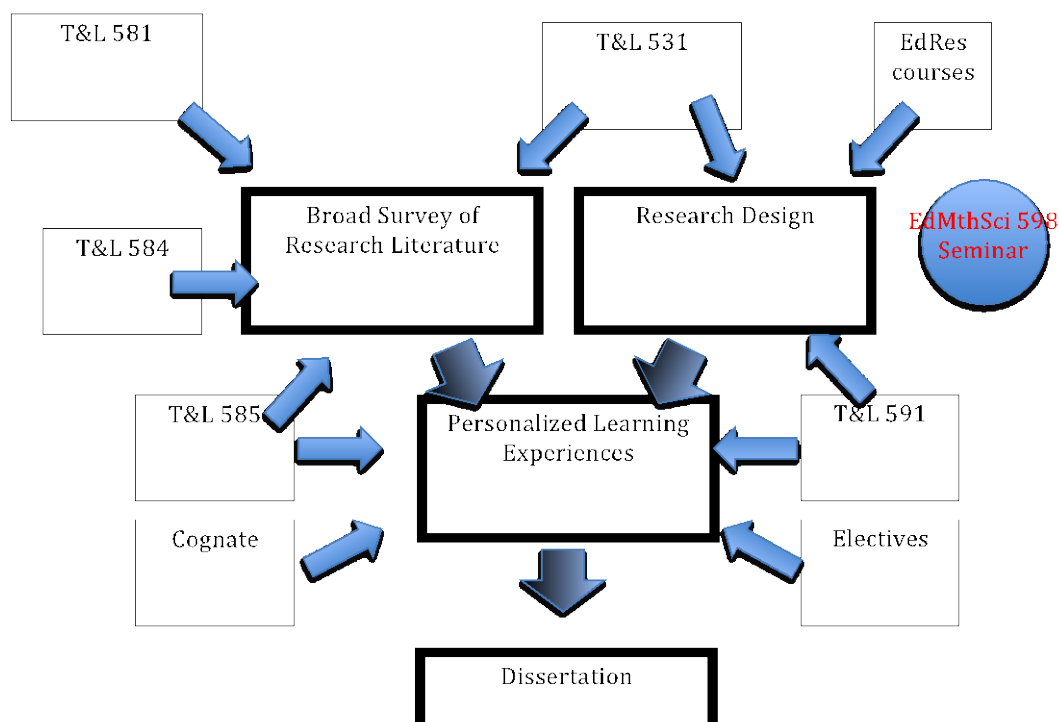 T&L 581
T&L 531
EdRes
courses
Broad Survey of
Research Literature
Research Design
EdMthSci 598
Seminar
T&L 584
T&L 585
Personalized Learning
Experiences
T&L 591
Cognate
Electives
Dissertation